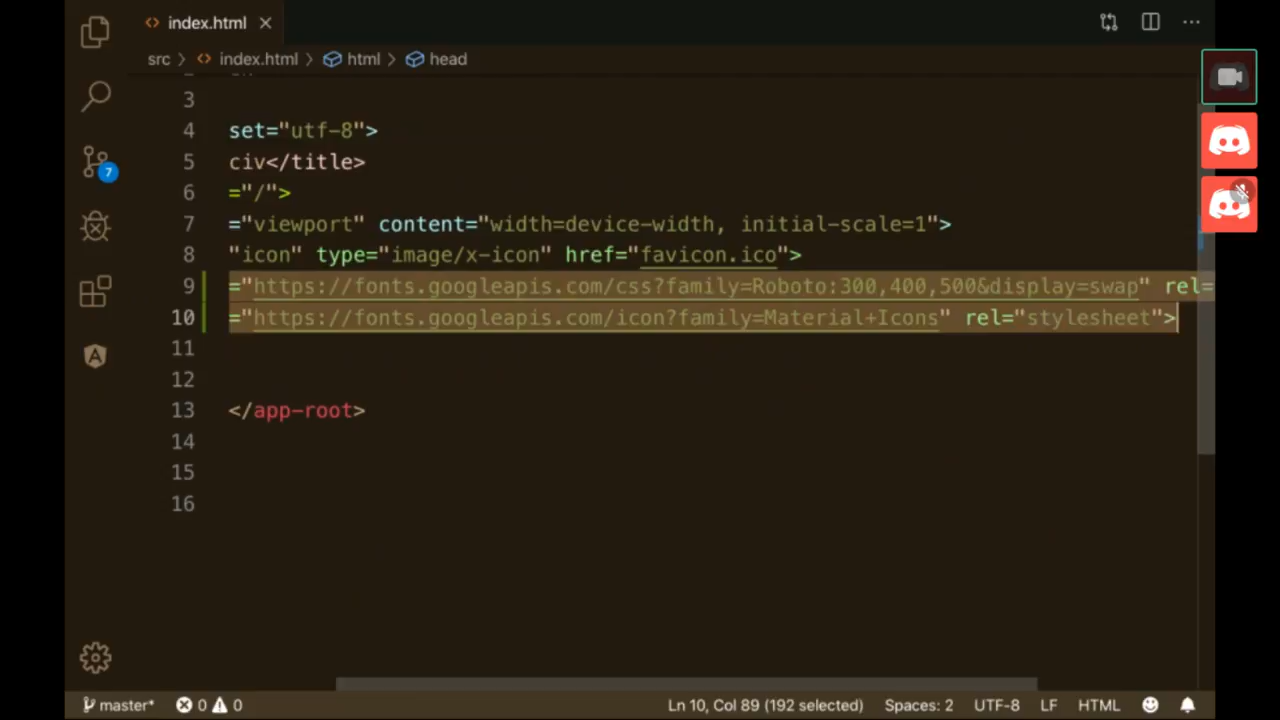 index.html
src > index.html > html > head
3
4 set="utf-8">
5 civ</title>
6 ="/">
7 ="viewport" content="width=device-width, initial-scale=1">
8 "icon" type="image/x-icon" href="favicon.ico">
9 ="https://fonts.googleapis.com/css?family=Roboto:300,400,500&display=swap" rel=
10 ="https://fonts.googleapis.com/icon?family=Material+Icons" rel="stylesheet">
11
12
13 </app-root>
14
15
16
7
A
master* 0 0 Ln 10, Col 89 (192 selected) Spaces: 2 UTF-8 LF HTML